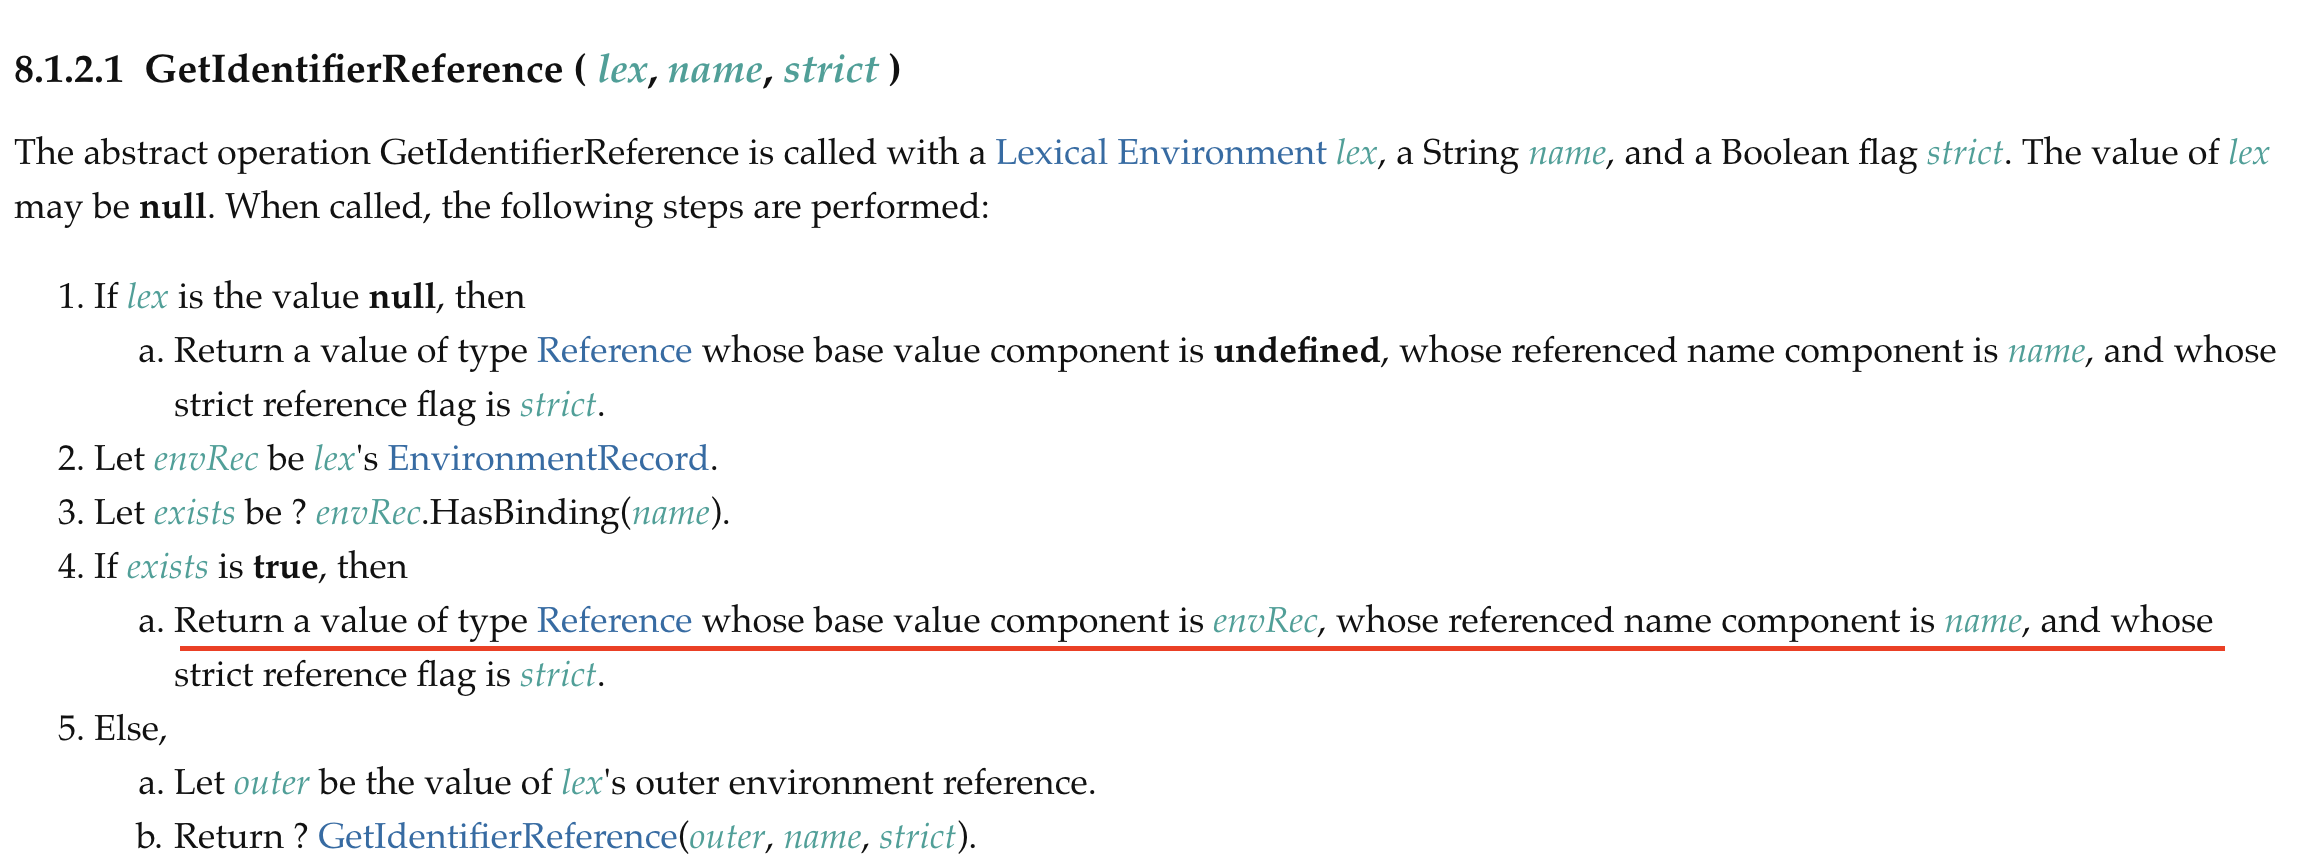 8.1.2.1 GetIdentifierReference ( lex, name, strict )
The abstract operation GetIdentifierReference is called with a Lexical Environment lex, a String name, and a Boolean flag strict. The value of lex
may be null. When called, the following steps are performed:
1. If lex is the value null, then
a. Return a value of type Reference whose base value component is undefined, whose referenced name component is name, and whose
strict reference flag is strict.
2. Let envRec be lex's EnvironmentRecord.
3. Let exists be ? envRec.HasBinding(name).
4. If exists is true, then
a. Return a value of type Reference whose base value component is envRec, whose referenced name component is name, and whose
strict reference flag is strict.
5. Else,
a. Let outer be the value of lex's outer environment reference.
b. Return ? GetIdentifierReference(outer, name, strict).